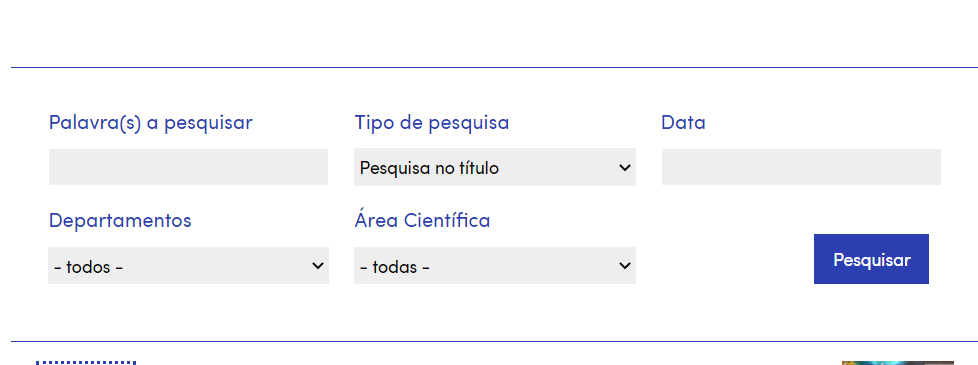 Palavra(s) a pesquisar
Tipo de pesquisa
Data
Pesquisa no título
Departamentos
Área Científica
- todos -
- todas -
Pesquisar